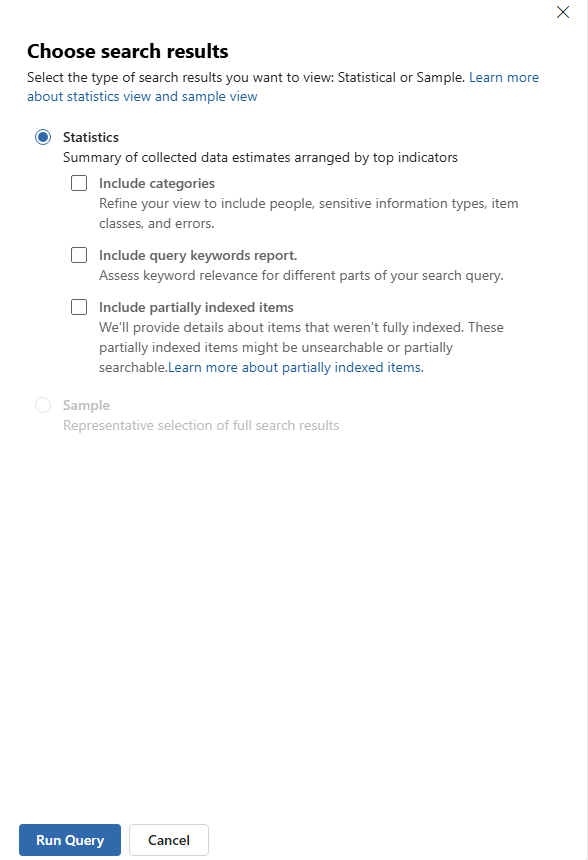 Choose search results
Select the type of search results you want to view: Statistical or Sample. Learn more
about statistics view and sample view
Statistics
Summary of collected data estimates arranged by top indicators
Include categories
Refine your view to include people, sensitive information types, item
classes, and errors.
Include query keywords report.
Assess keyword relevance for different parts of your search query.
Include partially indexed items
We'll provide details about items that weren't fully indexed. These
partially indexed items might be unsearchable or partially
searchable.Learn more about partially indexed items.
Sample
Representative selection of full search results
Run Query
Cancel